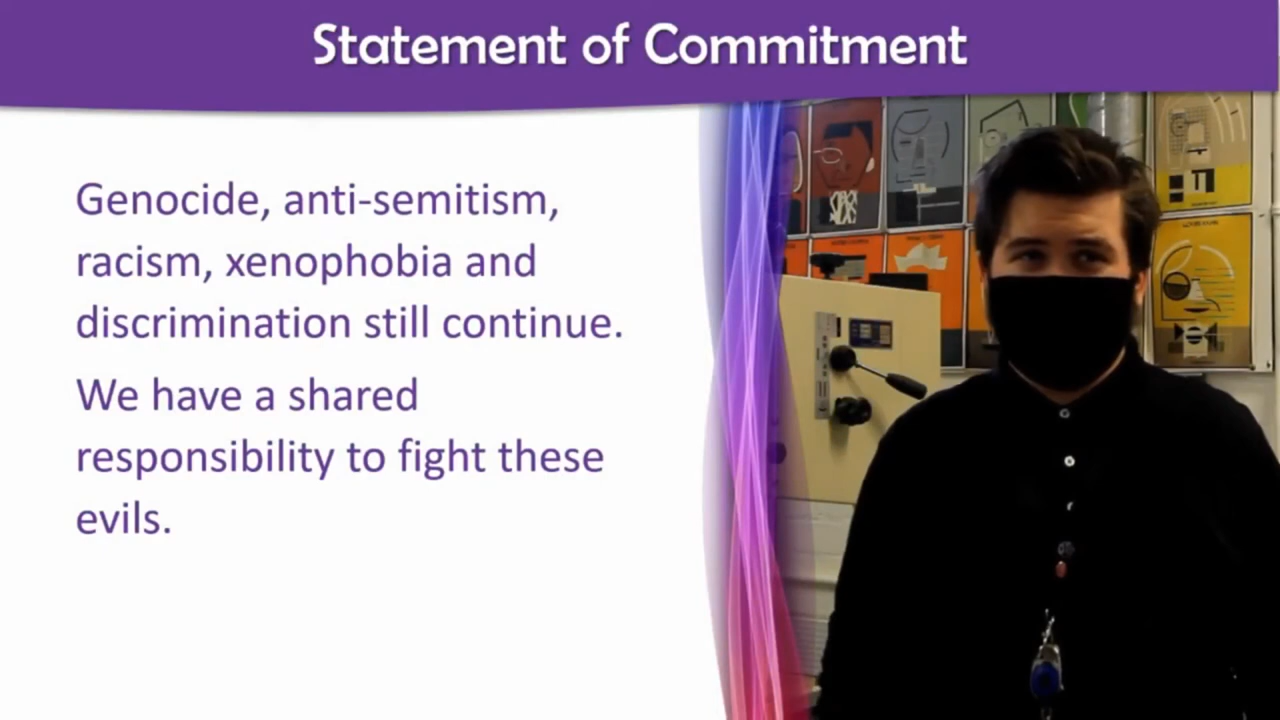 Statement of Commitment
Genocide, anti-semitism,
racism, xenophobia and
discrimination still continue.
We have a shared
responsibility to fight these
evils.